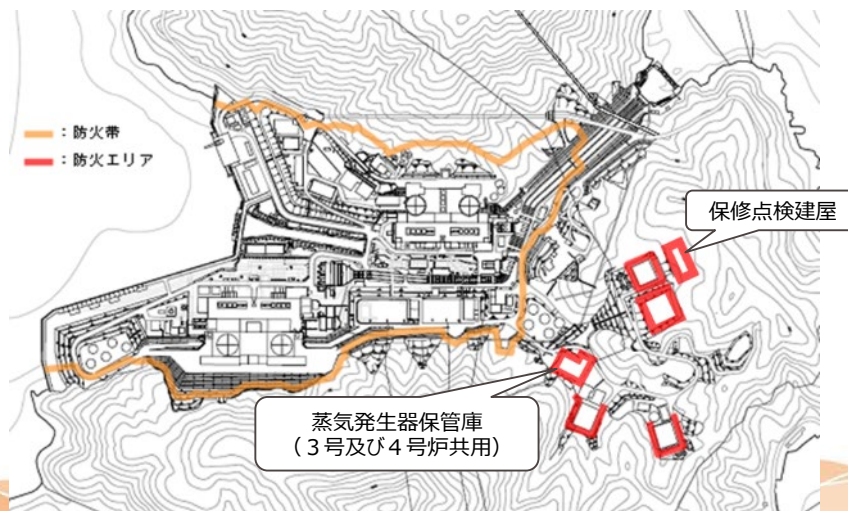 ：防火帯
：防火エリア
保修点検建屋
蒸気発生器保管庫
（３号及び４号炉共用）